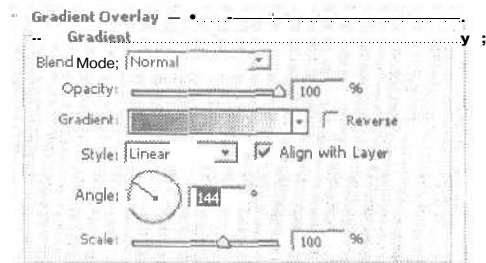 Gradient Overlay
Gradient
Blend Mode: Normal
Opacity: 100 %
Gradient: Reverse
Style: Linear Align with Layer
Angle: 144 °
Scale: 100 %